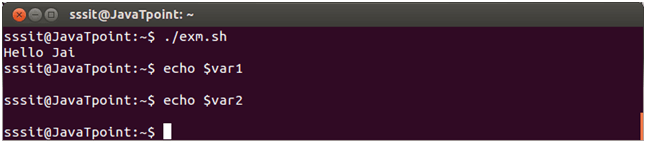 sssit@JavaTpoint: ~
sssit@JavaTpoint:~$ ./exm.sh
Hello Jai
sssit@JavaTpoint:~$ echo $var1
sssit@JavaTpoint:~$ echo $var2
sssit@JavaTpoint:~$